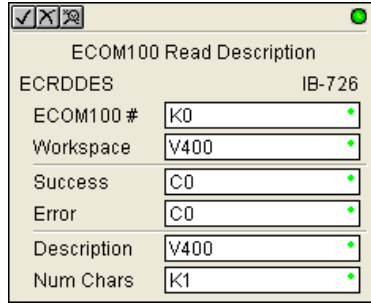 ECOM100 Read Description
ECRDDES IB-726
ECOM100 # K0
Workspace V400
Success C0
Error C0
Description V400
Num Chars K1